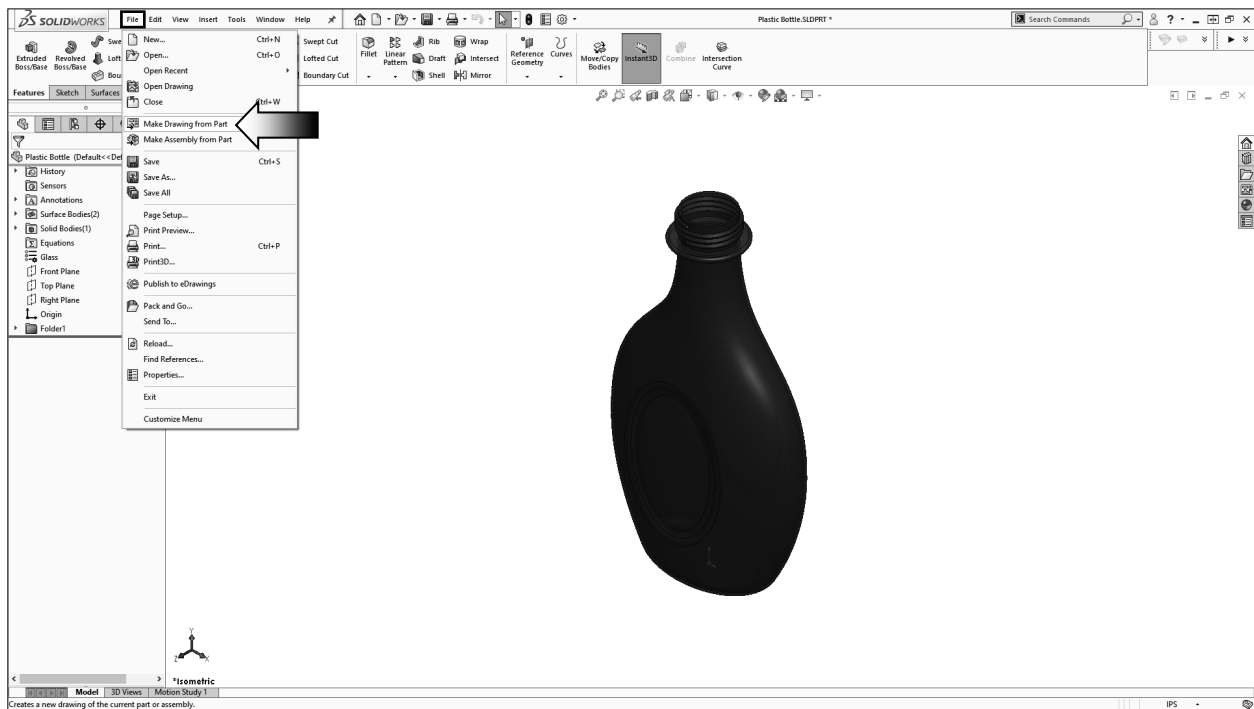 SOLIDWORKS File Edit View Insert Tools Window Help Plastic Bottle.SLDPRT * Search Commands
Extruded Boss/Base
Revolved Boss/Base
Swe
Loft
Bou
Swept Cut
Lofted Cut
Boundary Cut
Fillet
Linear Pattern
Rib
Draft
Shell
Wrap
Intersect
Mirror
Reference Geometry
Curves
Move/Copy Bodies
Instant3D
Combine
Intersection Curve
Features Sketch Surfaces
New... Ctrl+N
Open... Ctrl+O
Open Recent
Open Drawing
Close Ctrl+W
Make Drawing from Part
Make Assembly from Part
Save Ctrl+S
Save As...
Save All
Page Setup...
Print Preview...
Print... Ctrl+P
Print3D...
Publish to eDrawings
Pack and Go...
Send To...
Reload...
Find References...
Properties...
Exit
Customize Menu
Plastic Bottle (Default<<Def
History
Sensors
Annotations
Surface Bodies(2)
Solid Bodies(1)
Equations
Glass
Front Plane
Top Plane
Right Plane
Origin
Folder1
Y
Z X
*Isometric
Model 3D Views Motion Study 1
Creates a new drawing of the current part or assembly. IPS